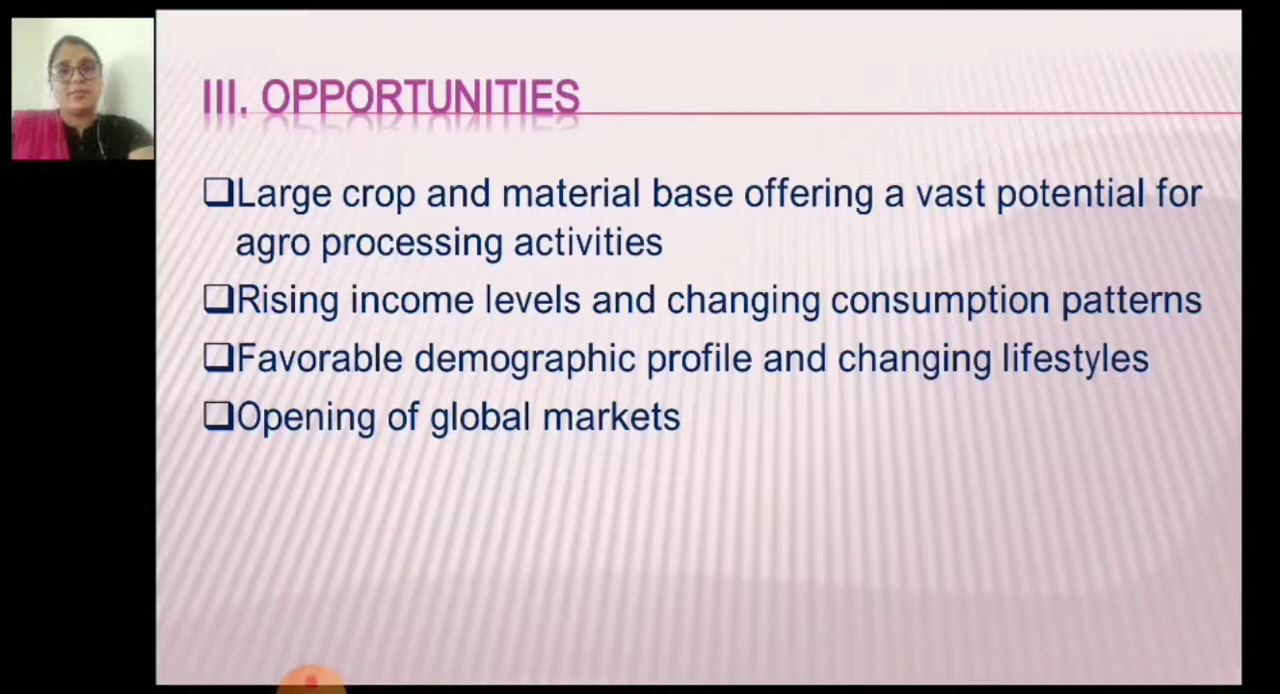 III. OPPORTUNITIES
❑Large crop and material base offering a vast potential for
agro processing activities
❑Rising income levels and changing consumption patterns
❑Favorable demographic profile and changing lifestyles
❑Opening of global markets